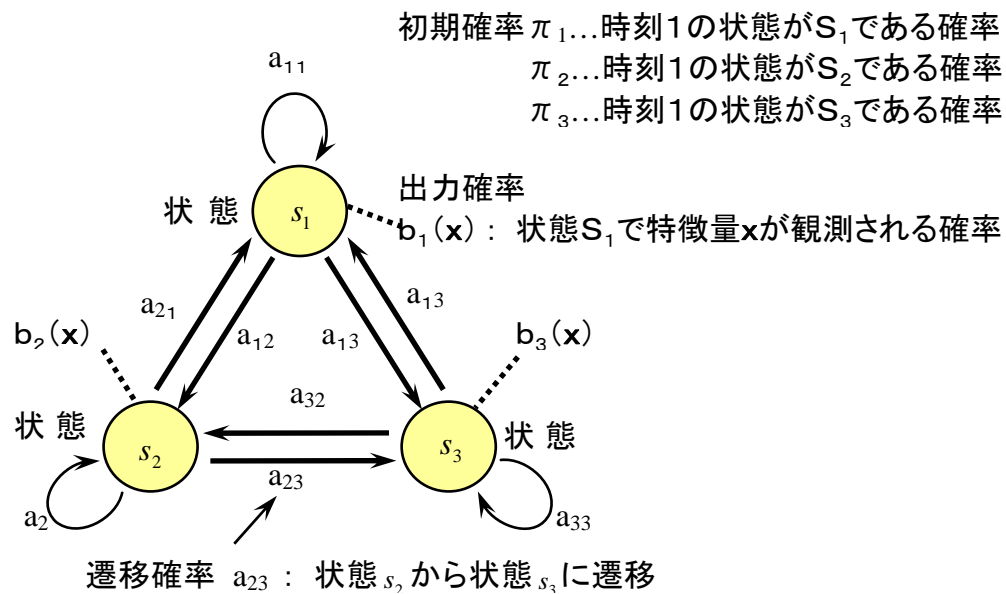 初期確率π₁…時刻1の状態がS₁である確率
π₂…時刻1の状態がS₂である確率
π₃…時刻1の状態がS₃である確率
a₁₁
状 態
s₁
出力確率
b₁(x): 状態S₁で特徴量xが観測される確率
a₂₁
a₁₂
a₁₃
a₁₃
b₂(x)
b₃(x)
a₃₂
状 態
s₂
s₃
状 態
a₂₃
a₂
a₃₃
遷移確率 a₂₃ : 状態s₂から状態s₃に遷移